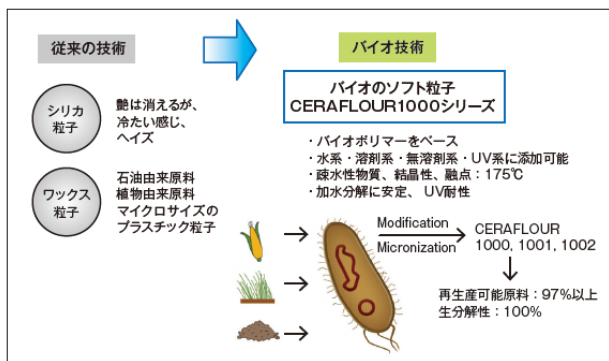 従来の技術
シリカ
粒子
艶は消えるが、
冷たい感じ、
ヘイズ
ワックス
粒子
石油由来原料
植物由来原料
マイクロサイズの
プラスチック粒子
バイオ技術
バイオのソフト粒子
CERAFLOUR1000シリーズ
・バイオポリマーをベース
・水系・溶剤系・無溶剤系・UV系に添加可能
・疎水性物質、結晶性、融点：175℃
・加水分解に安定、UV耐性
Modification
Micronization
CERAFLOUR
1000, 1001, 1002
再生産可能原料：97%以上
生分解性：100%